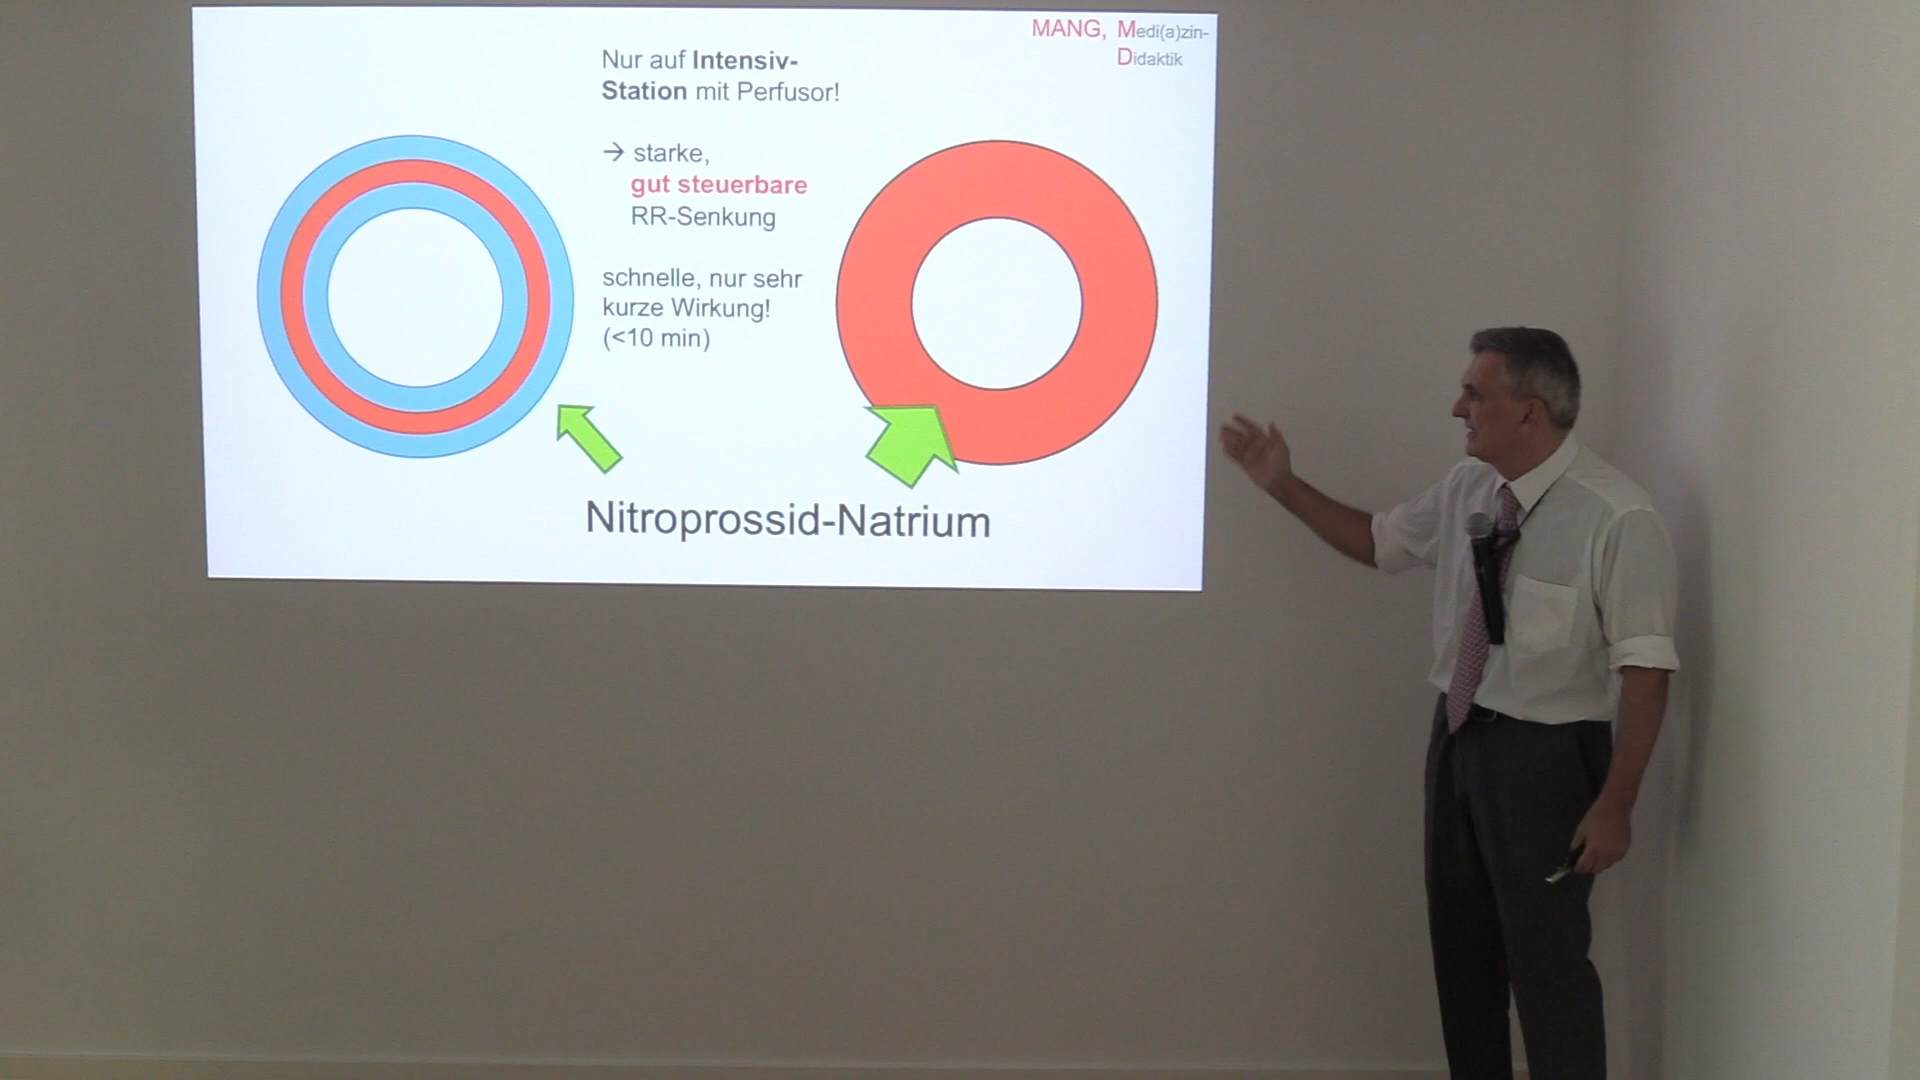 MANG, Medi(a)zin-
Didaktik
Nur auf Intensiv-
Station mit Perfusor!
→ starke,
gut steuerbare
RR-Senkung
schnelle, nur sehr
kurze Wirkung!
(<10 min)
Nitroprossid-Natrium